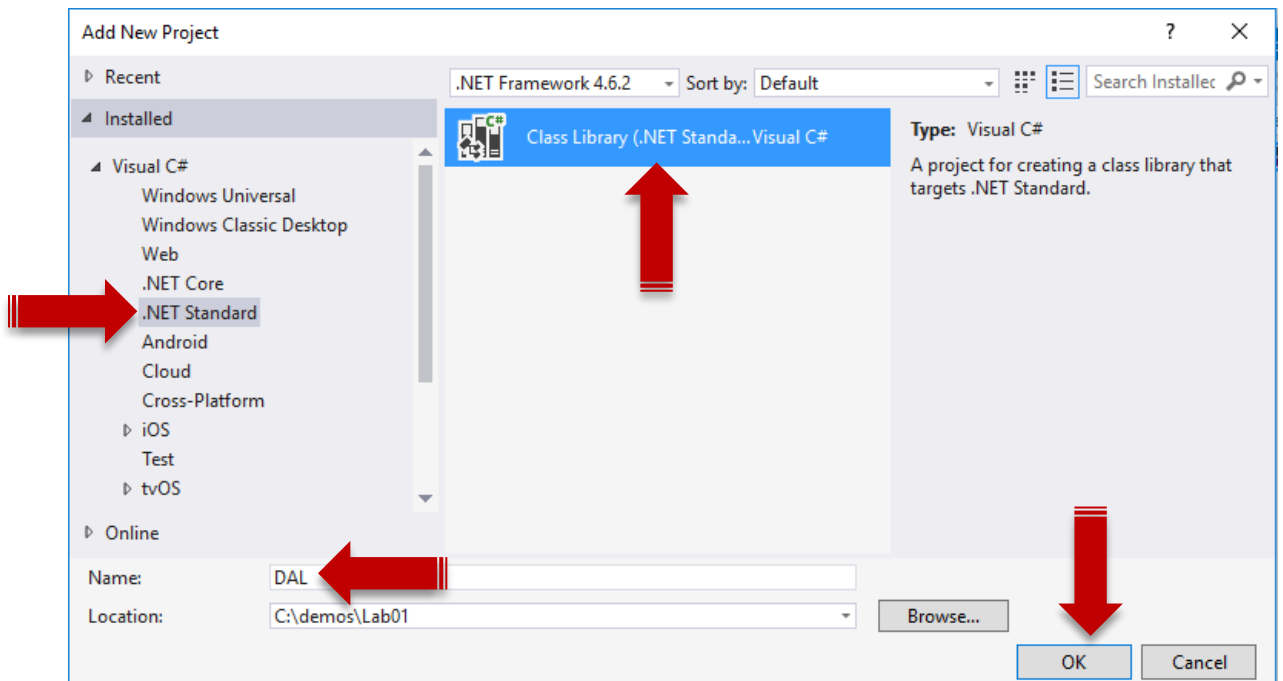 Add New Project ?
Recent
Installed
Visual C#
Windows Universal
Windows Classic Desktop
Web
.NET Core
.NET Standard
Android
Cloud
Cross-Platform
iOS
Test
tvOS
Online
.NET Framework 4.6.2 Sort by: Default Search Installec
C#
Class Library (.NET Standa... Visual C#
Type: Visual C#
A project for creating a class library that
targets .NET Standard.
Name: DAL
Location: C:\demos\Lab01 Browse...
OK Cancel